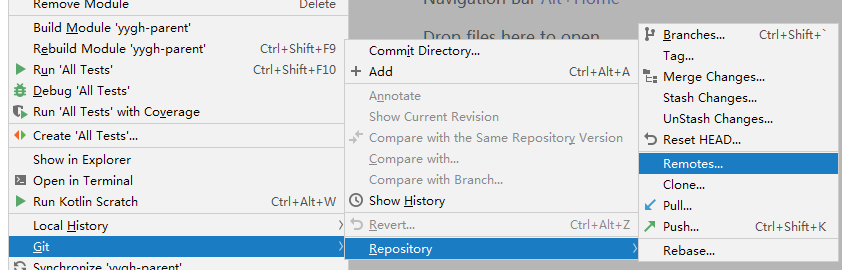 Remove Module Delete
Build Module 'yygh-parent'
Rebuild Module 'yygh-parent' Ctrl+Shift+F9
Run 'All Tests' Ctrl+Shift+F10
Debug 'All Tests'
Run 'All Tests' with Coverage
Create 'All Tests'...
Show in Explorer
Open in Terminal
Run Kotlin Scratch Ctrl+Alt+W
Local History
Git
Synchronize 'yygh-parent'
Navigation Bar Alt+Home
Drop files here to open
Commit Directory...
Add Ctrl+Alt+A
Annotate
Show Current Revision
Compare with the Same Repository Version
Compare with...
Compare with Branch...
Show History
Revert... Ctrl+Alt+Z
Repository
Branches... Ctrl+Shift+`
Tag...
Merge Changes...
Stash Changes...
UnStash Changes...
Reset HEAD...
Remotes...
Clone...
Pull...
Push... Ctrl+Shift+K
Rebase...